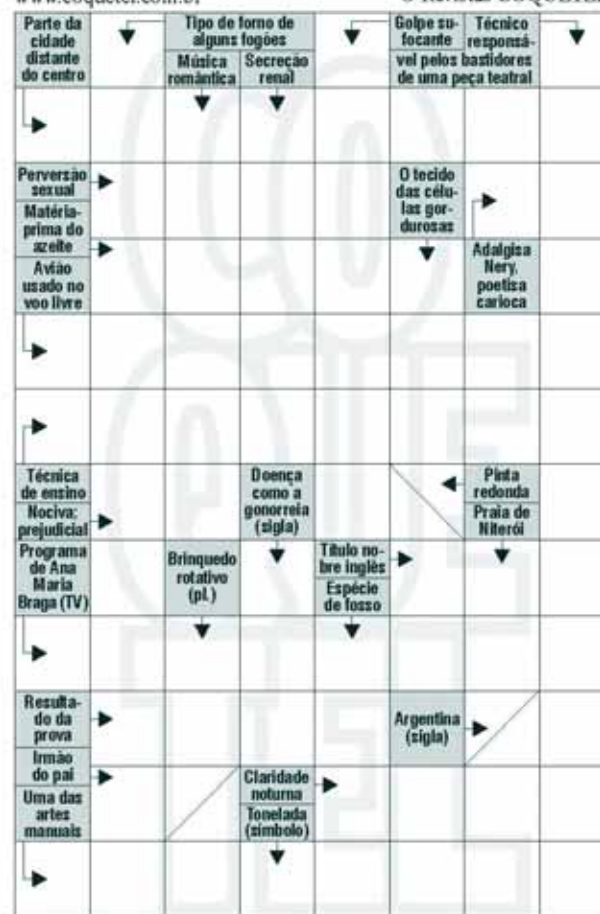 www.coquetel.com.br
Parte da
cidade
distante
do centro
Tipo de forno de
alguns fogões
Música
romântica
Secreção
renal
Golpe su-
focante
Técnico
responsá-
vel pelos bastidores
de uma peça teatral
Perversão
sexual
Matéria-
prima do
azeite
Avião
usado no
voo livre
O tecido
das célu-
las gor-
durosas
Adalgisa
Nery,
poetisa
carioca
Técnica
de ensino
Nociva;
prejudicial
Programa
de Ana
Maria
Braga (TV)
Doença
como a
gonorreia
(sigla)
Pinta
redonda
Praia de
Niterói
Brinquedo
rotativo
(pl.)
Título no-
bre inglês
Espécie
de fosso
Resulta-
do da
prova
Irmão
do pai
Uma das
artes
manuais
Argentina
(sigla)
Claridade
noturna
Tonelada
(símbolo)
COQUETEL